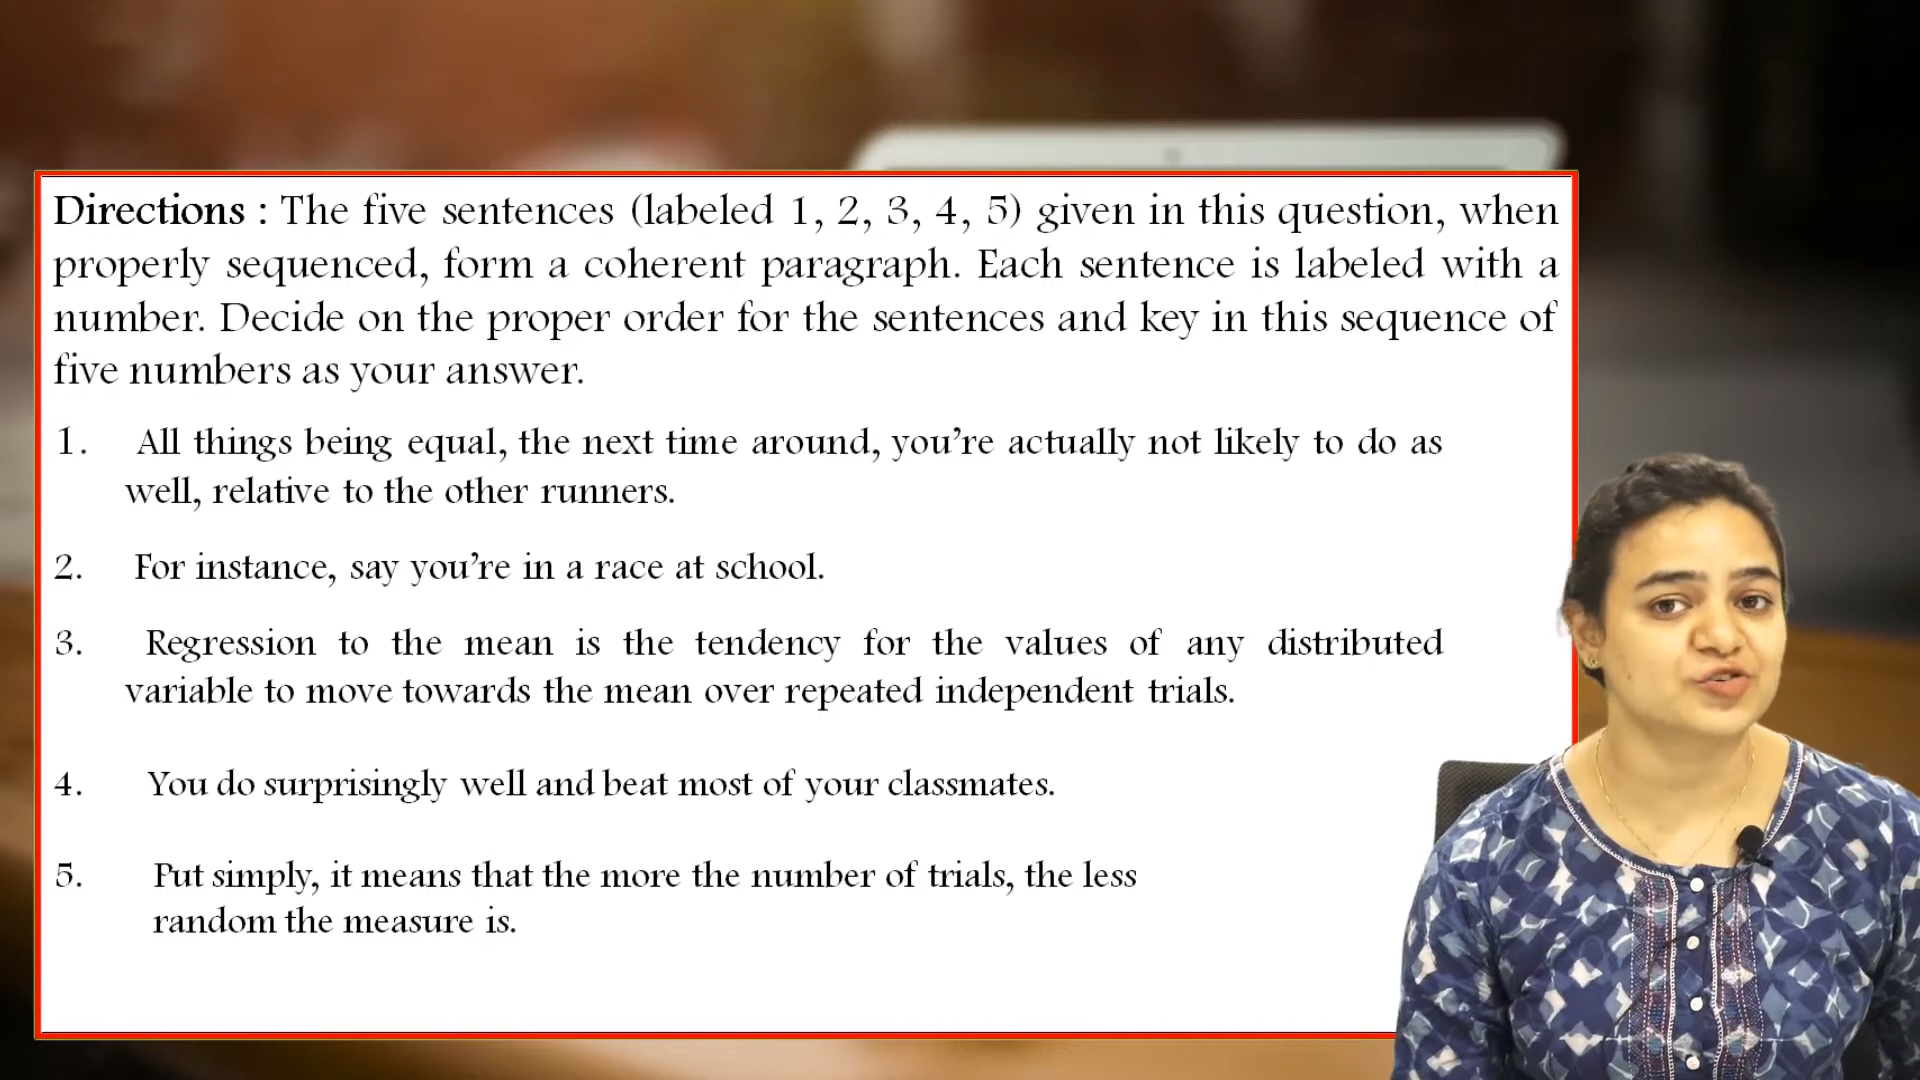 Directions : The five sentences (labeled 1, 2, 3, 4, 5) given in this question, when
properly sequenced, form a coherent paragraph. Each sentence is labeled with a
number. Decide on the proper order for the sentences and key in this sequence of
five numbers as your answer.
1. All things being equal, the next time around, you're actually not likely to do as
well, relative to the other runners.
2. For instance, say you're in a race at school.
3. Regression to the mean is the tendency for the values of any distributed
variable to move towards the mean over repeated independent trials.
4. You do surprisingly well and beat most of your classmates.
5. Put simply, it means that the more the number of trials, the less
random the measure is.